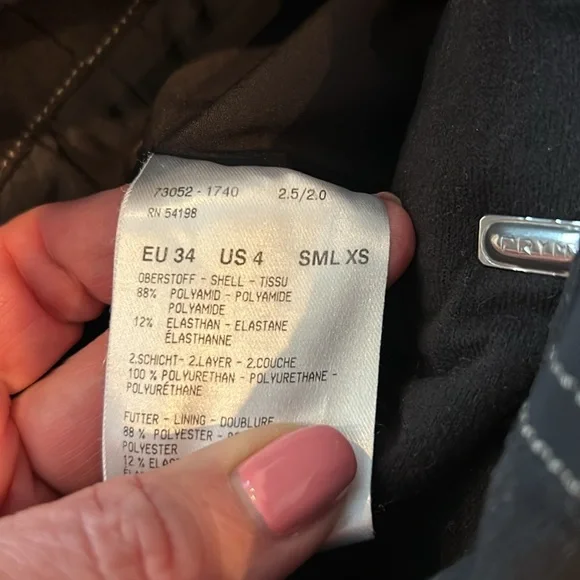 73052 - 1740 2.5/2.0
RN 54198
EU 34 US 4 SML XS
OBERSTOFF - SHELL - TISSU
88% POLYAMID - POLYAMIDE
POLYAMIDE
12% ELASTHAN - ELASTANE
ÉLASTHANNE
2.SCHICHT- 2.LAYER - 2.COUCHE
100 % POLYURETHAN - POLYURETHANE -
POLYURÉTHANE
FUTTER - LINING - DOUBLURE
88 % POLYESTER -
POLYESTER
12 %